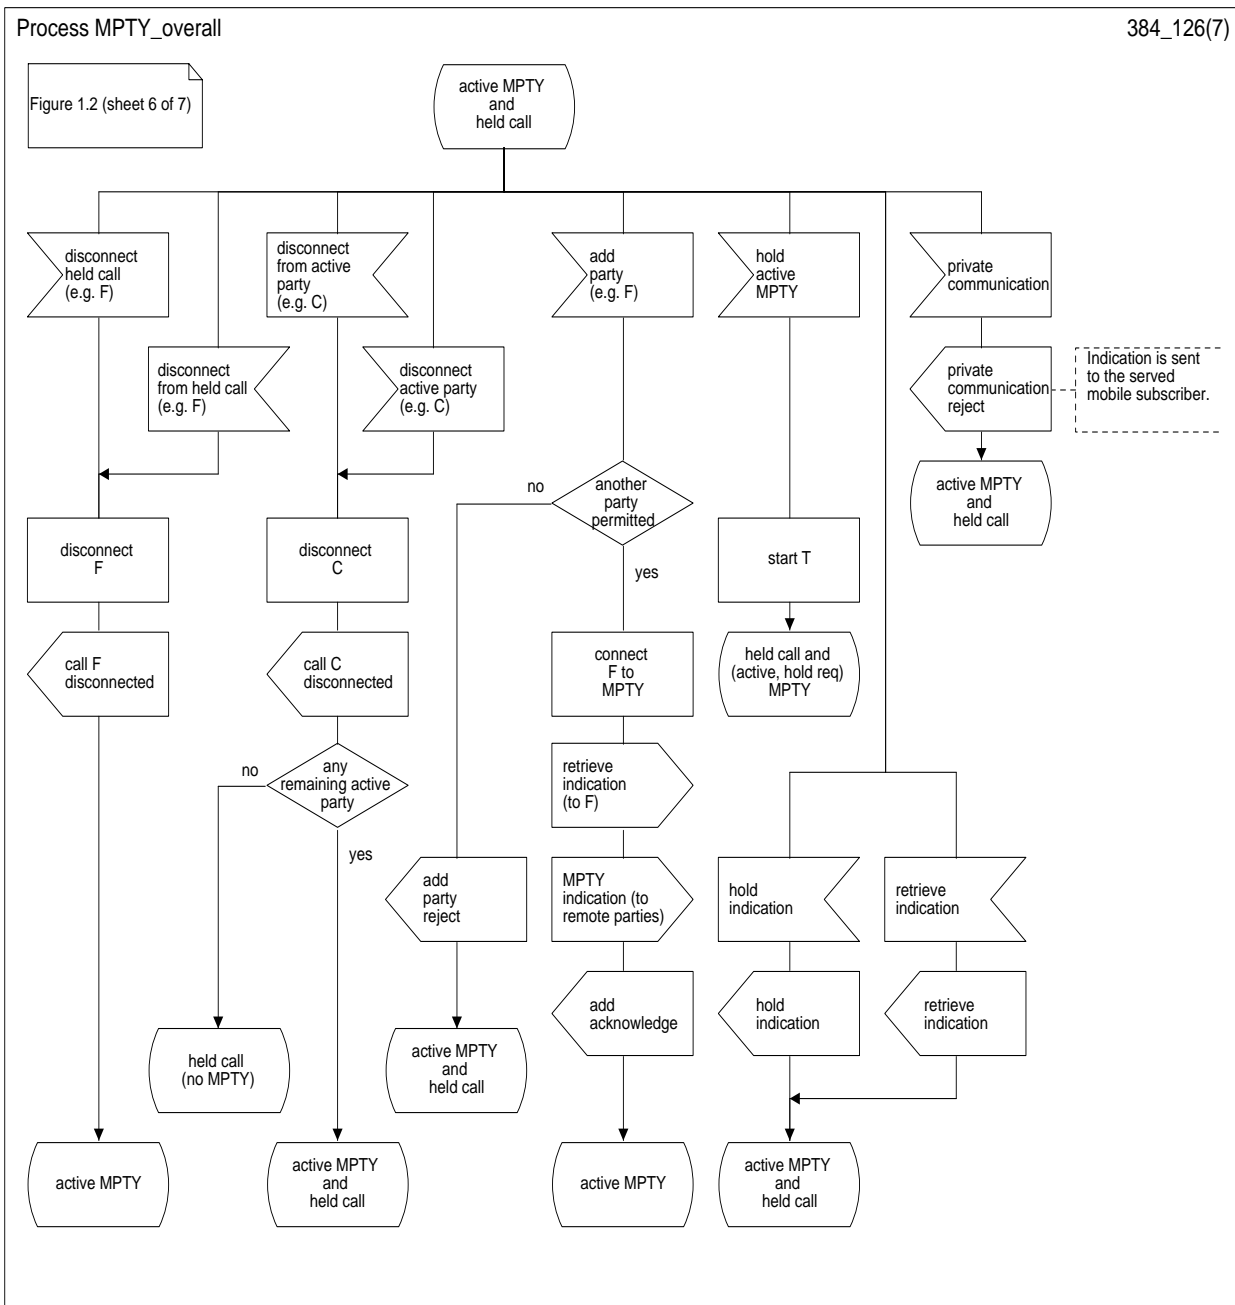 Process MPTY_overall
384_126(7)
Figure 1.2 (sheet 6 of 7)
active MPTY
and
held call
disconnect
held call
(e.g. F)
disconnect
from active
party
(e.g. C)
add
party
(e.g. F)
hold
active
MPTY
private
communication
disconnect
from held call
(e.g. F)
disconnect
active party
(e.g. C)
private
communication
reject
Indication is sent
to the served
mobile subscriber.
no
another
party
permitted
yes
active MPTY
and
held call
disconnect
F
disconnect
C
start T
call F
disconnected
call C
disconnected
connect
F to
MPTY
held call and
(active, hold req)
MPTY
no
any
remaining active
party
yes
retrieve
indication
(to F)
add
party
reject
MPTY
indication (to
remote parties)
hold
indication
retrieve
indication
add
acknowledge
hold
indication
retrieve
indication
held call
(no MPTY)
active MPTY
and
held call
active MPTY
active MPTY
and
held call
active MPTY
active MPTY
and
held call